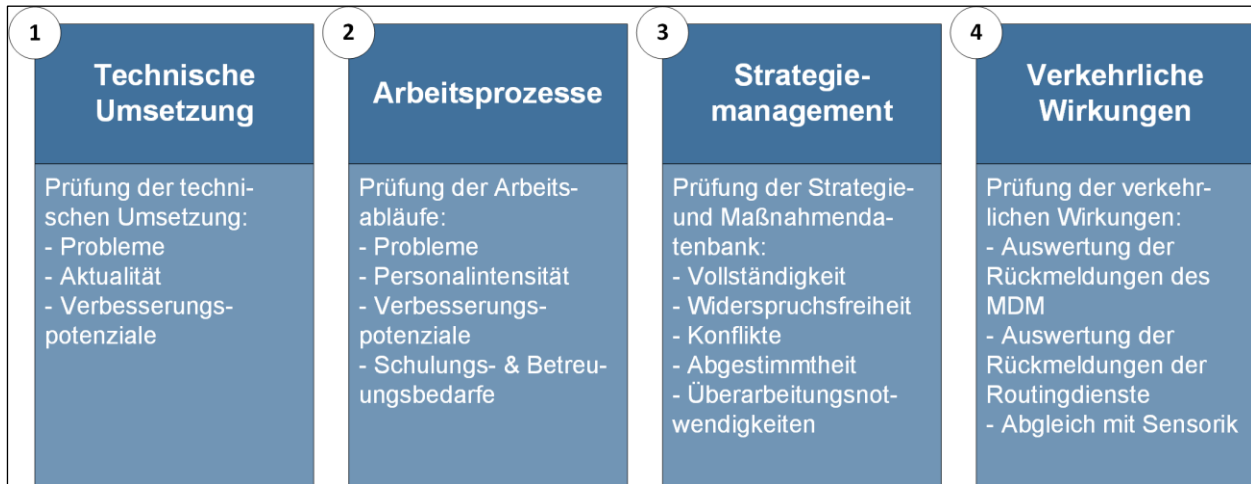 1
Technische
Umsetzung
Prüfung der techni-
schen Umsetzung:
- Probleme
- Aktualität
- Verbesserungs-
potenziale
2
Arbeitsprozesse
Prüfung der Arbeits-
abläufe:
- Probleme
- Personalintensität
- Verbesserungs-
potenziale
- Schulungs- & Betreu-
ungsbedarfe
3
Strategie-
management
Prüfung der Strategie-
und Maßnahmenda-
tenbank:
- Vollständigkeit
- Widerspruchsfreiheit
- Konflikte
- Abgestimmtheit
- Überarbeitungsnot-
wendigkeiten
4
Verkehrliche
Wirkungen
Prüfung der verkehr-
lichen Wirkungen:
- Auswertung der
Rückmeldungen des
MDM
- Auswertung der
Rückmeldungen der
Routingdienste
- Abgleich mit Sensorik